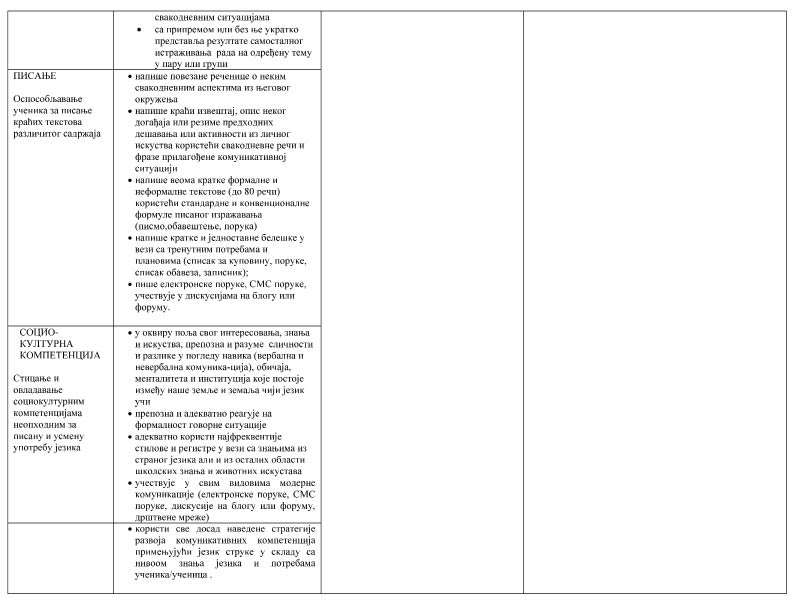 свакодневним ситуацијама
• са припремом или без ње укратко
представља резултате самосталног
истраживања рада на одређену тему
у пару или групи
ПИСАЊЕ
Оспособљавање
ученика за писање
краћих текстова
различитог садржаја
• напише повезане реченице о неким
свакодневним аспектима из његовог
окружења
• напише краћи извештај, опис неког
догађаја или резиме предходних
дешавања или активности из личног
искуства користећи свакодневне речи и
фразе прилагођене комуникативној
ситуацији
• напише веома кратке формалне и
неформалне текстове (до 80 речи)
користећи стандардне и конвенционалне
формуле писаног изражавања
(писмо,обавештење, порука)
• напише кратке и једноставне белешке у
вези са тренутним потребама и
плановима (списак за куповину, поруке,
списак обавеза, записник);
• пише електронске поруке, СМС поруке,
учествује у дискусијама на блогу или
форуму.
СОЦИО-
КУЛТУРНА
КОМПЕТЕНЦИЈА
Стицање и
овладавање
социокултурним
компетенцијама
неопходним за
писану и усмену
употребу језика
• у оквиру поља свог интересовања, знања
и искуства, препозна и разуме сличности
и разлике у погледу навика (вербална и
невербална комуника-ција), обичаја,
менталитета и институција које постоје
између наше земље и земаља чији језик
учи
• препозна и адекватно реагује на
формалност говорне ситуације
• адекватно користи најфреквентије
стилове и регистре у вези са знањима из
страног језика али и из осталих области
школских знања и животних искустава
• учествује у свим видовима модерне
комуникације (електронске поруке, СМС
поруке, дискусије на блогу или форуму,
дрштвене мреже)
• користи све досад наведене стратегије
развоја комуникативних компетенција
примењујући језик струке у складу са
нивоом знања језика и потребама
ученика/ученица .